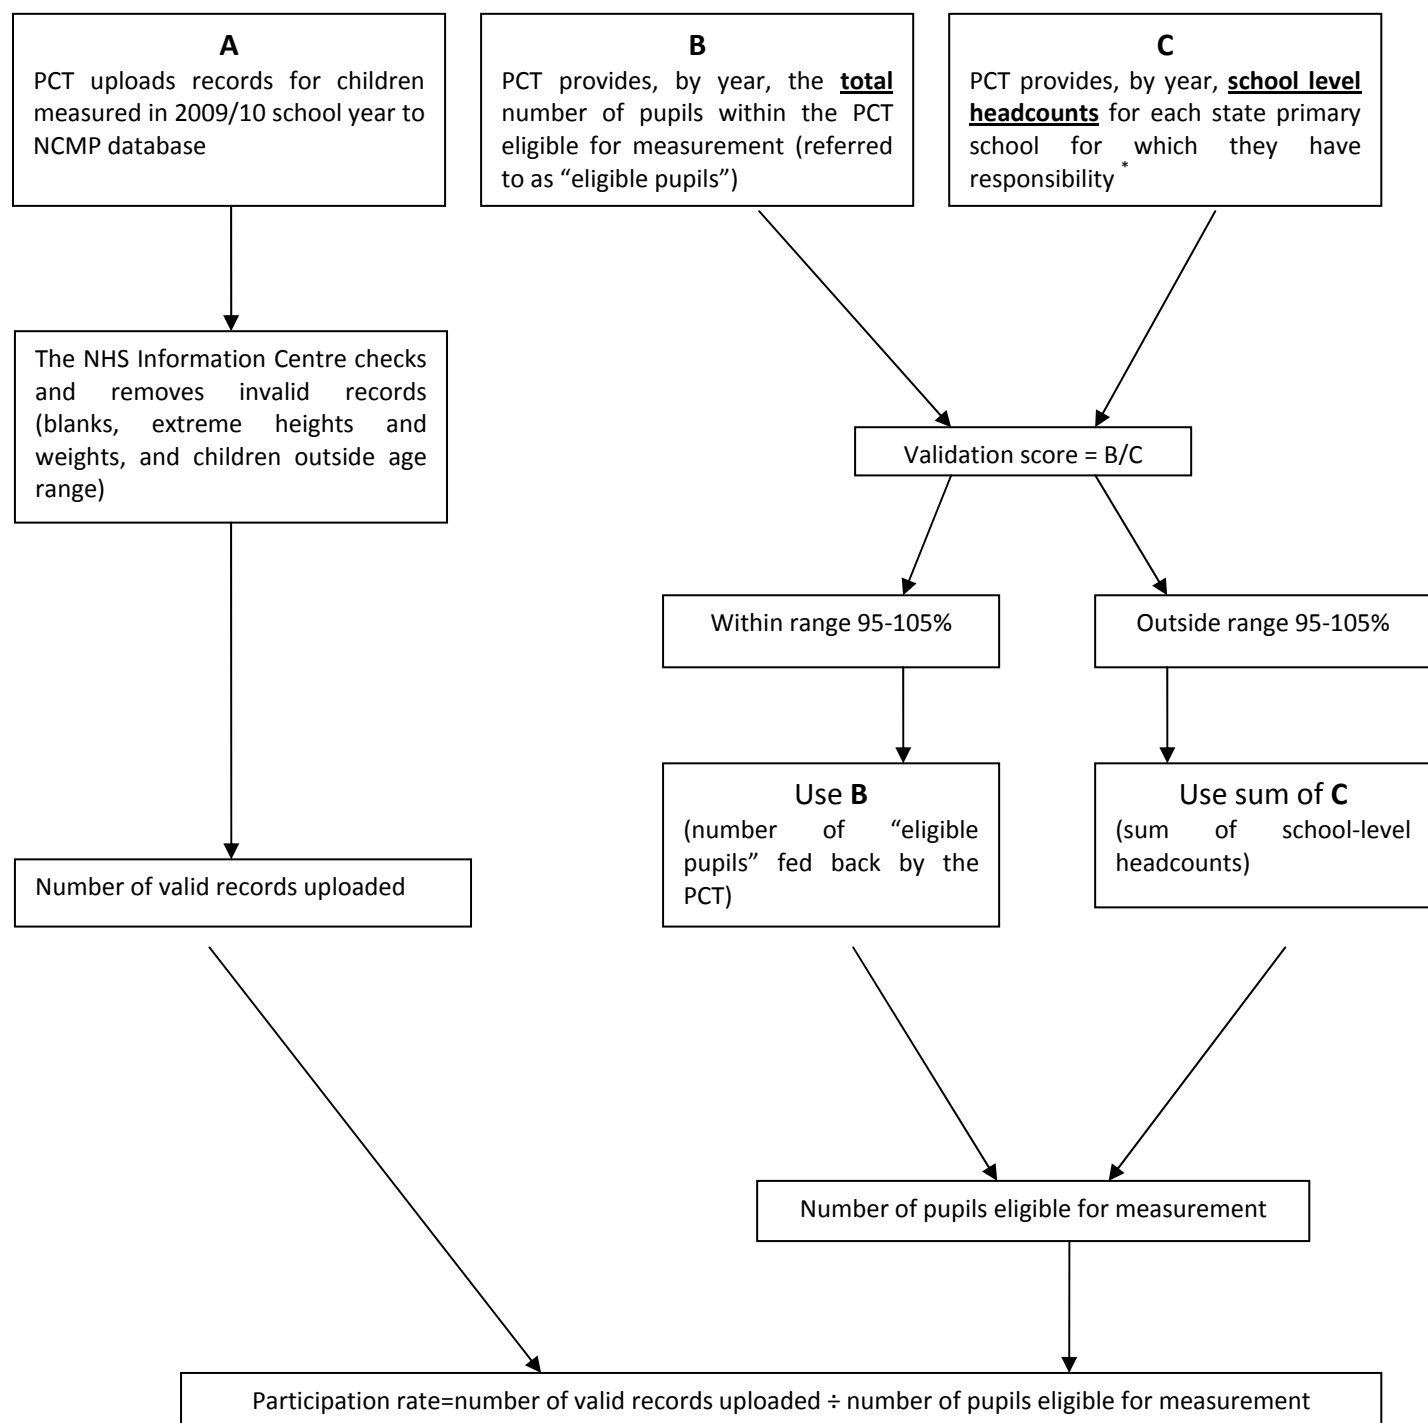 A
PCT uploads records for children
measured in 2009/10 school year to
NCMP database
B
PCT provides, by year, the total
number of pupils within the PCT
eligible for measurement (referred
to as “eligible pupils”)
C
PCT provides, by year, school level
headcounts for each state primary
school for which they have
responsibility *
The NHS Information Centre checks
and removes invalid records
(blanks, extreme heights and
weights, and children outside age
range)
Validation score = B/C
Within range 95-105%
Outside range 95-105%
Use B
(number of “eligible
pupils” fed back by the
PCT)
Use sum of C
(sum of school-level
headcounts)
Number of valid records uploaded
Number of pupils eligible for measurement
Participation rate=number of valid records uploaded ÷ number of pupils eligible for measurement